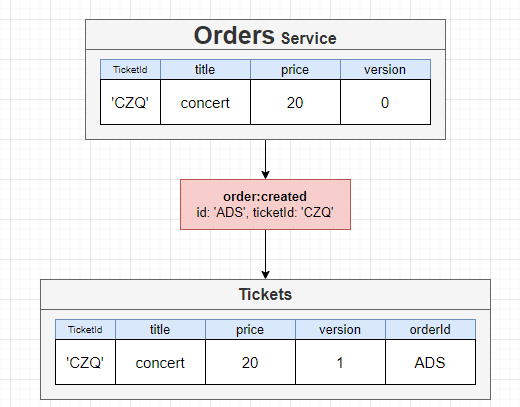 Orders Service
TicketId title price version
'CZQ' concert 20 0
order:created
id: 'ADS', ticketId: 'CZQ'
Tickets
TicketId title price version orderId
'CZQ' concert 20 1 ADS